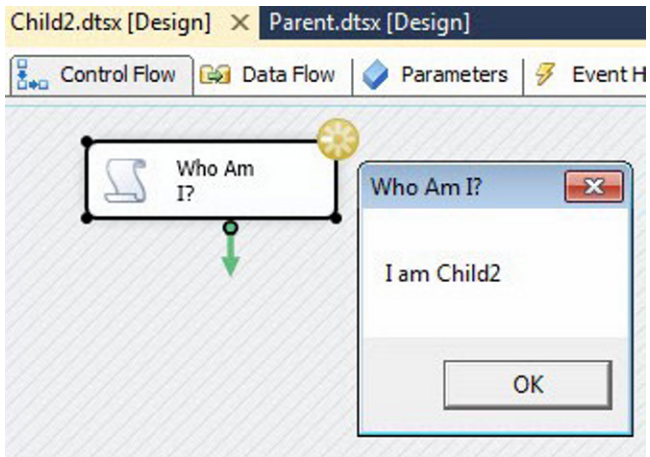 Child2.dtsx [Design] Parent.dtsx [Design]
Control Flow Data Flow Parameters Event H
Who Am
I?
Who Am I?
I am Child2
OK